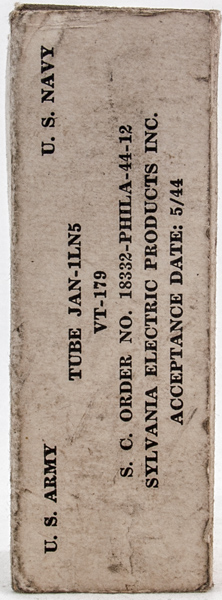 U. S. ARMY U. S. NAVY
TUBE JAN-1LN5
VT-179
S. C. ORDER NO. 18332-PHILA-44-12
SYLVANIA ELECTRIC PRODUCTS INC.
ACCEPTANCE DATE: 5/44